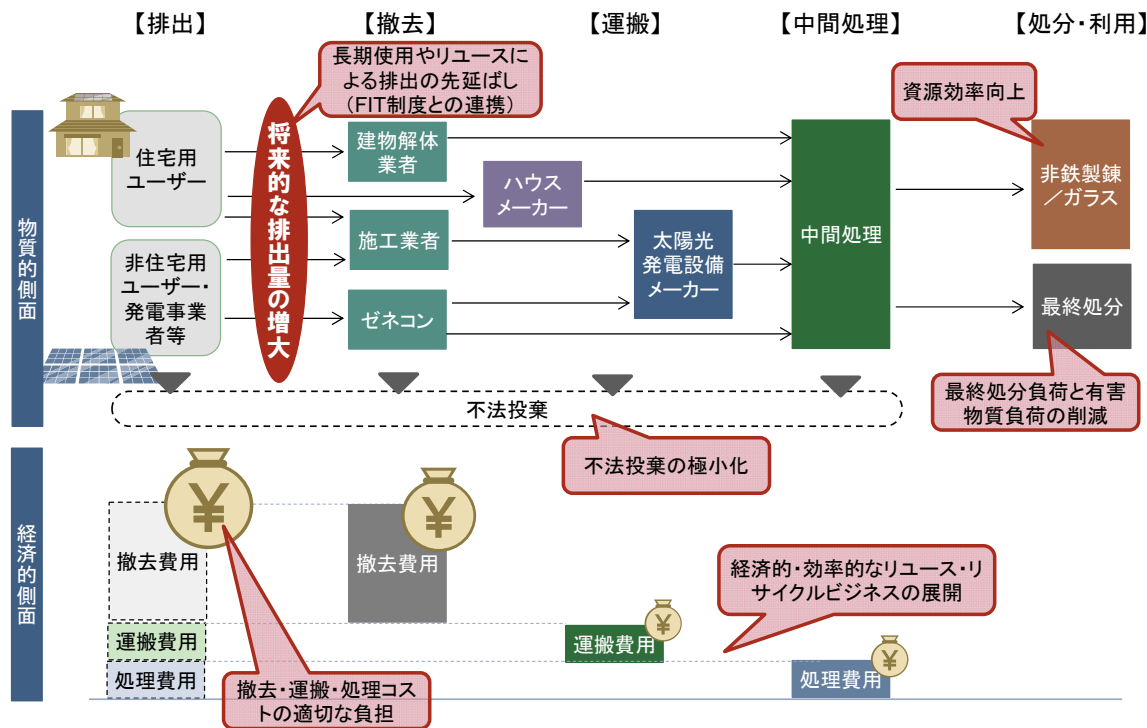 【排出】
【撤去】
【運搬】
【中間処理】
【処分・利用】
長期使用やリユースに
よる排出の先延ばし
(FIT制度との連携)
資源効率向上
物質的側面
住宅用
ユーザー
非住宅用
ユーザー・
発電事業
者等
将来的な排出量の増大
建物解体
業者
施工業者
ゼネコン
ハウス
メーカー
太陽光
発電設備
メーカー
中間処理
非鉄製錬
／ガラス
最終処分
最終処分負荷と有害
物質負荷の削減
不法投棄
不法投棄の極小化
経済的側面
¥
¥
撤去費用
撤去費用
経済的・効率的なリユース・リ
サイクルビジネスの展開
運搬費用
運搬費用
¥
処理費用
処理費用
¥
撤去・運搬・処理コス
トの適切な負担